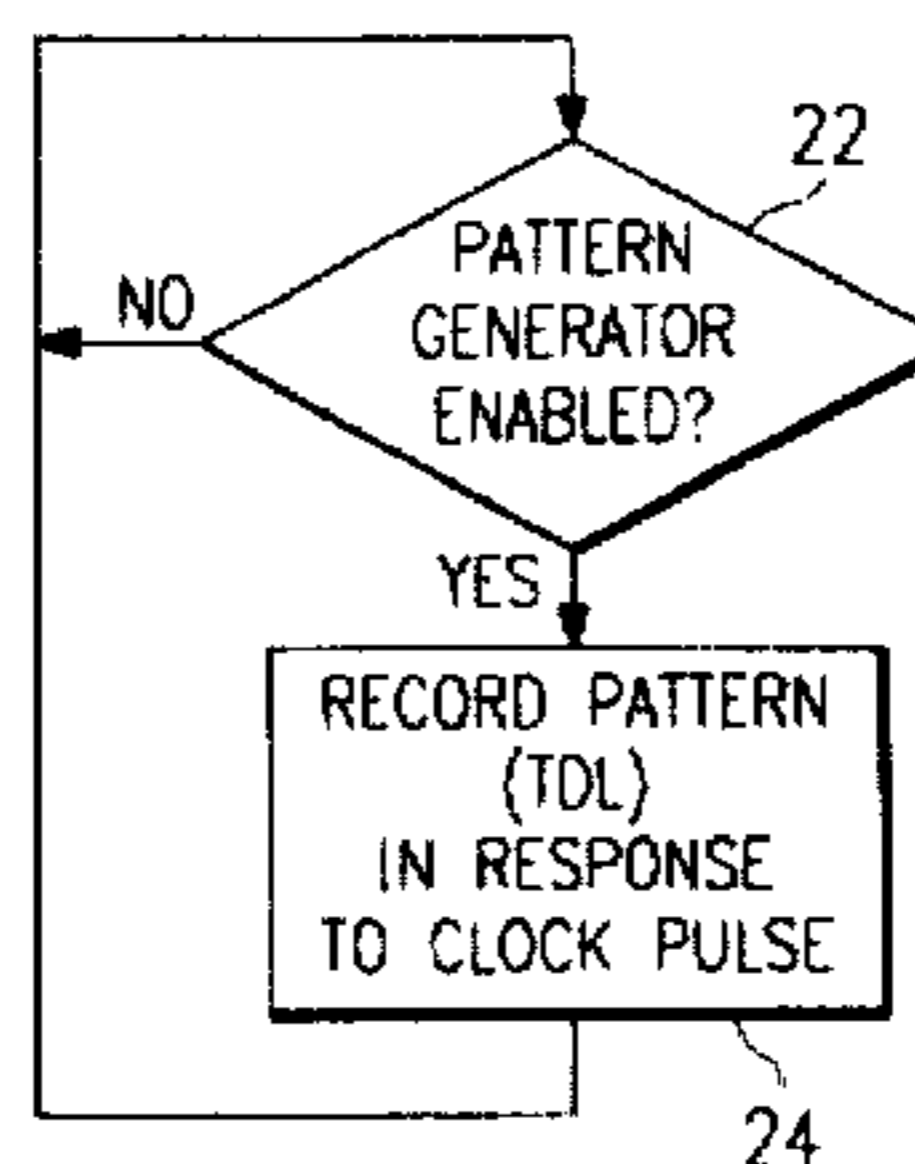 22
PATTERN
GENERATOR
ENABLED?
NO
YES
RECORD PATTERN
(TDL)
IN RESPONSE
TO CLOCK PULSE
24